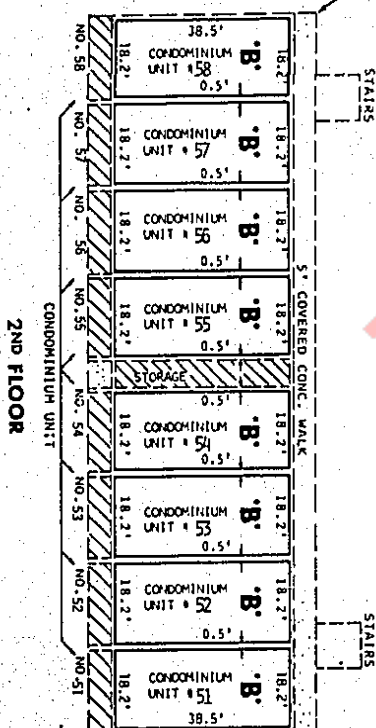 STAIRS
38.5'
18.2'
CONDOMINIUM
UNIT # 58
"B"
18.2'
0.5'
NO. 58
18.2'
CONDOMINIUM
UNIT # 57
"B"
18.2'
0.5'
NO. 57
18.2'
CONDOMINIUM
UNIT # 56
"B"
18.2'
0.5'
NO. 56
18.2'
CONDOMINIUM
UNIT # 55
"B"
18.2'
0.5'
NO. 55
5' COVERED CONC. WALK
STORAGE
0.5'
18.2'
CONDOMINIUM
UNIT # 54
"B"
18.2'
NO. 54
18.2'
CONDOMINIUM
UNIT # 53
"B"
18.2'
0.5'
NO. 53
18.2'
CONDOMINIUM
UNIT # 52
"B"
18.2'
0.5'
NO. 52
18.2'
CONDOMINIUM
UNIT # 51
"B"
18.2'
38.5'
NO. 51
STAIRS
CONDOMINIUM UNIT
2ND FLOOR